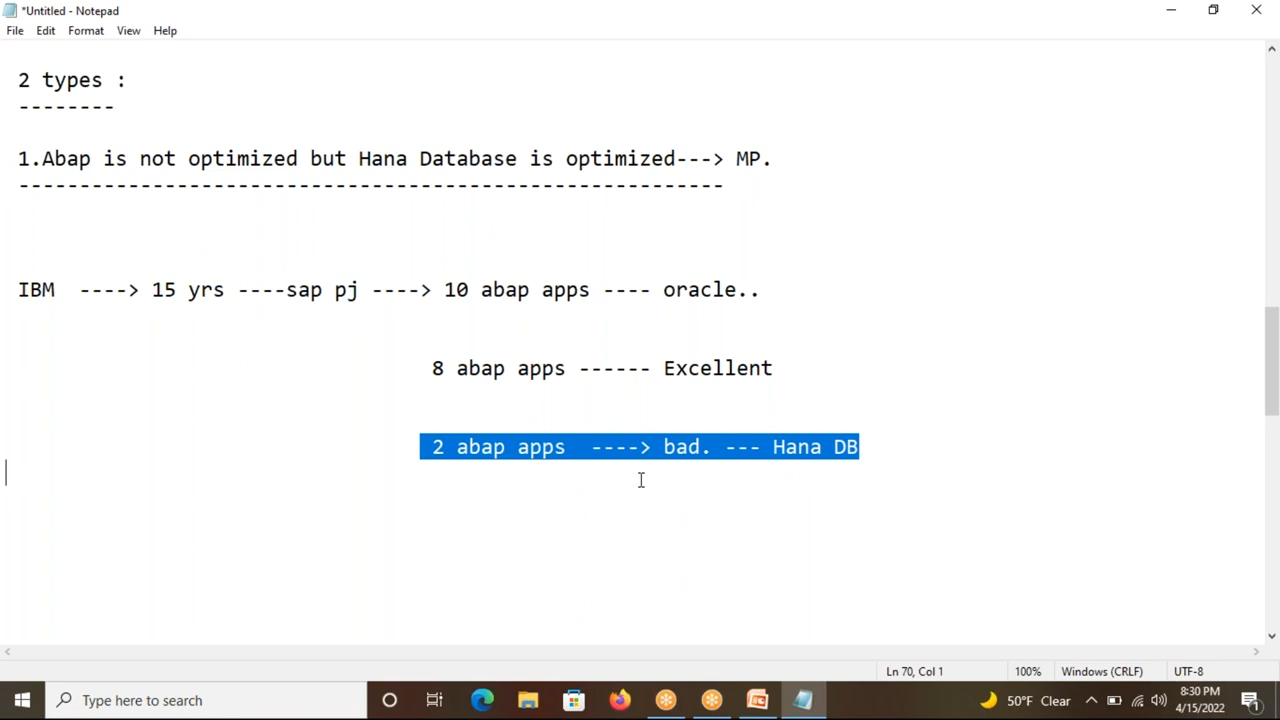 *Untitled - Notepad
File Edit Format View Help
2 types :
--------
1.Abap is not optimized but Hana Database is optimized---> MP.
----------------------------------------------------------
IBM  ----> 15 yrs ----sap pj ----> 10 abap apps ---- oracle..
8 abap apps ------ Excellent
2 abap apps  ----> bad. --- Hana DB
Ln 70, Col 1 100% Windows (CRLF) UTF-8
Type here to search 50°F Clear 8:30 PM
4/15/2022 1